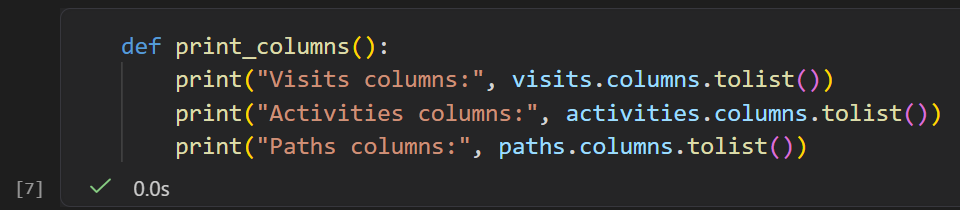 def print_columns():
    print("Visits columns:", visits.columns.tolist())
    print("Activities columns:", activities.columns.tolist())
    print("Paths columns:", paths.columns.tolist())
[7] ✓ 0.0s